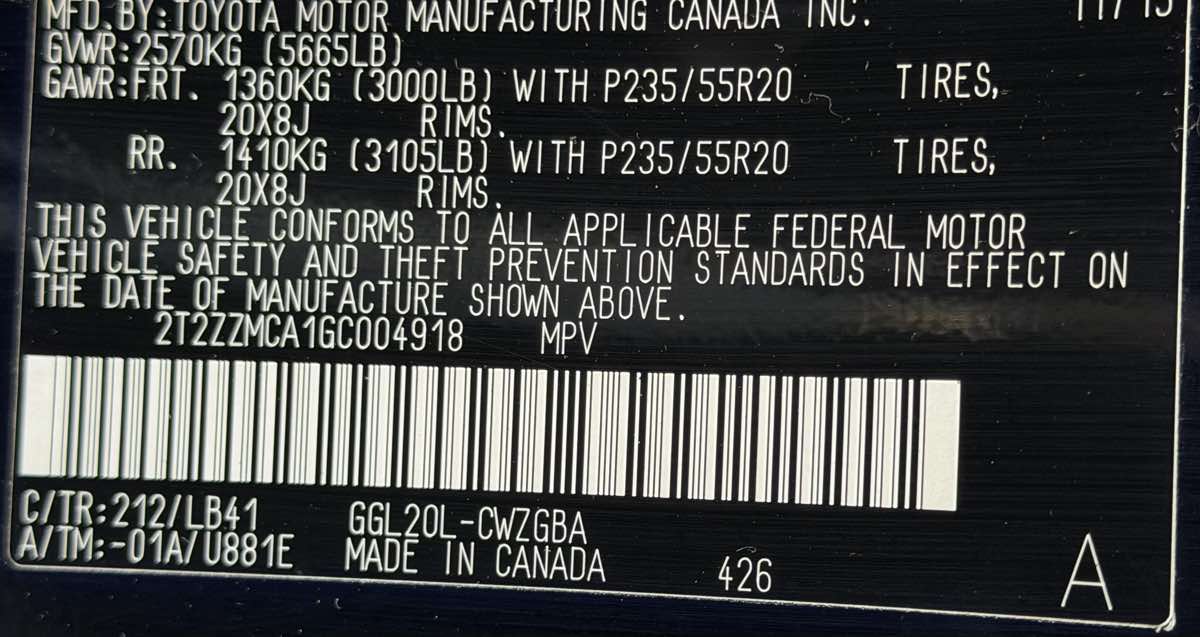 MFD. BY: TOYOTA MOTOR MANUFACTURING CANADA INC. 11/15
GVWR: 2570KG (5665LB)
GAWR: FRT. 1360KG (3000LB) WITH P235/55R20 TIRES,
20X8J RIMS.
RR. 1410KG (3105LB) WITH P235/55R20 TIRES,
20X8J RIMS.
THIS VEHICLE CONFORMS TO ALL APPLICABLE FEDERAL MOTOR
VEHICLE SAFETY AND THEFT PREVENTION STANDARDS IN EFFECT ON
THE DATE OF MANUFACTURE SHOWN ABOVE.
2T2ZZMCA1GC004918 MPV
C/TR: 212/LB41 GGL20L-CWZGBA
A/TM: -01A/U881E MADE IN CANADA 426 A